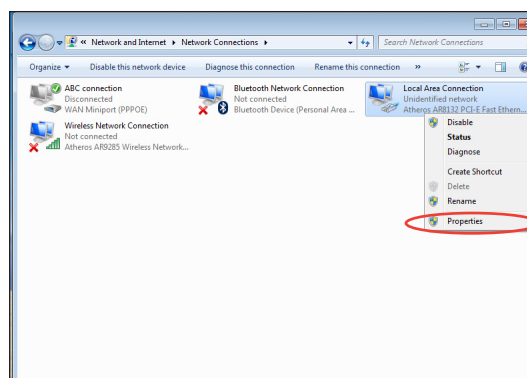 « Network and Internet ▸ Network Connections ▸
Search Network Connections
Organize ▾ Disable this network device Diagnose this connection Rename this connection »
ABC connection
Disconnected
WAN Miniport (PPPOE)
Bluetooth Network Connection
Not connected
Bluetooth Device (Personal Area ...
Local Area Connection
Unidentified network
Atheros AR8132 PCI-E Fast Ethern...
Wireless Network Connection
Not connected
Atheros AR9285 Wireless Network...
Disable
Status
Diagnose
Create Shortcut
Delete
Rename
Properties